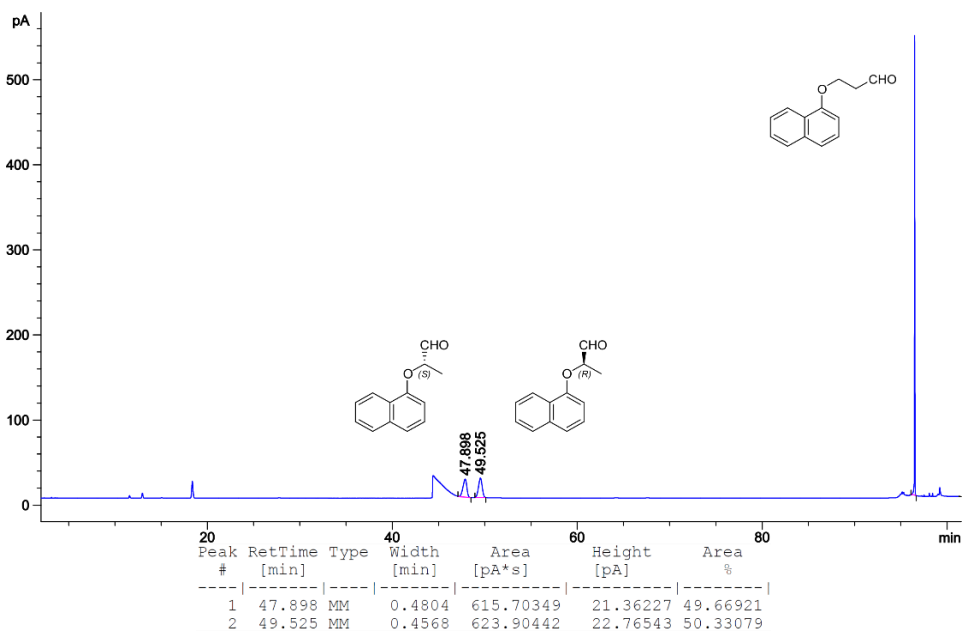 pA
500
400
300
200
100
0
CHO
O
CHO
O
(S)
CHO
O
(R)
47.898
49.525
20
40
60
80
min
Peak RetTime Type Width Area Height Area
# [min] [min] [pA*s] [pA] %
----|-------|----|-------|----------|----------|--------|
1 47.898 MM 0.4804 615.70349 21.36227 49.66921
2 49.525 MM 0.4568 623.90442 22.76543 50.33079